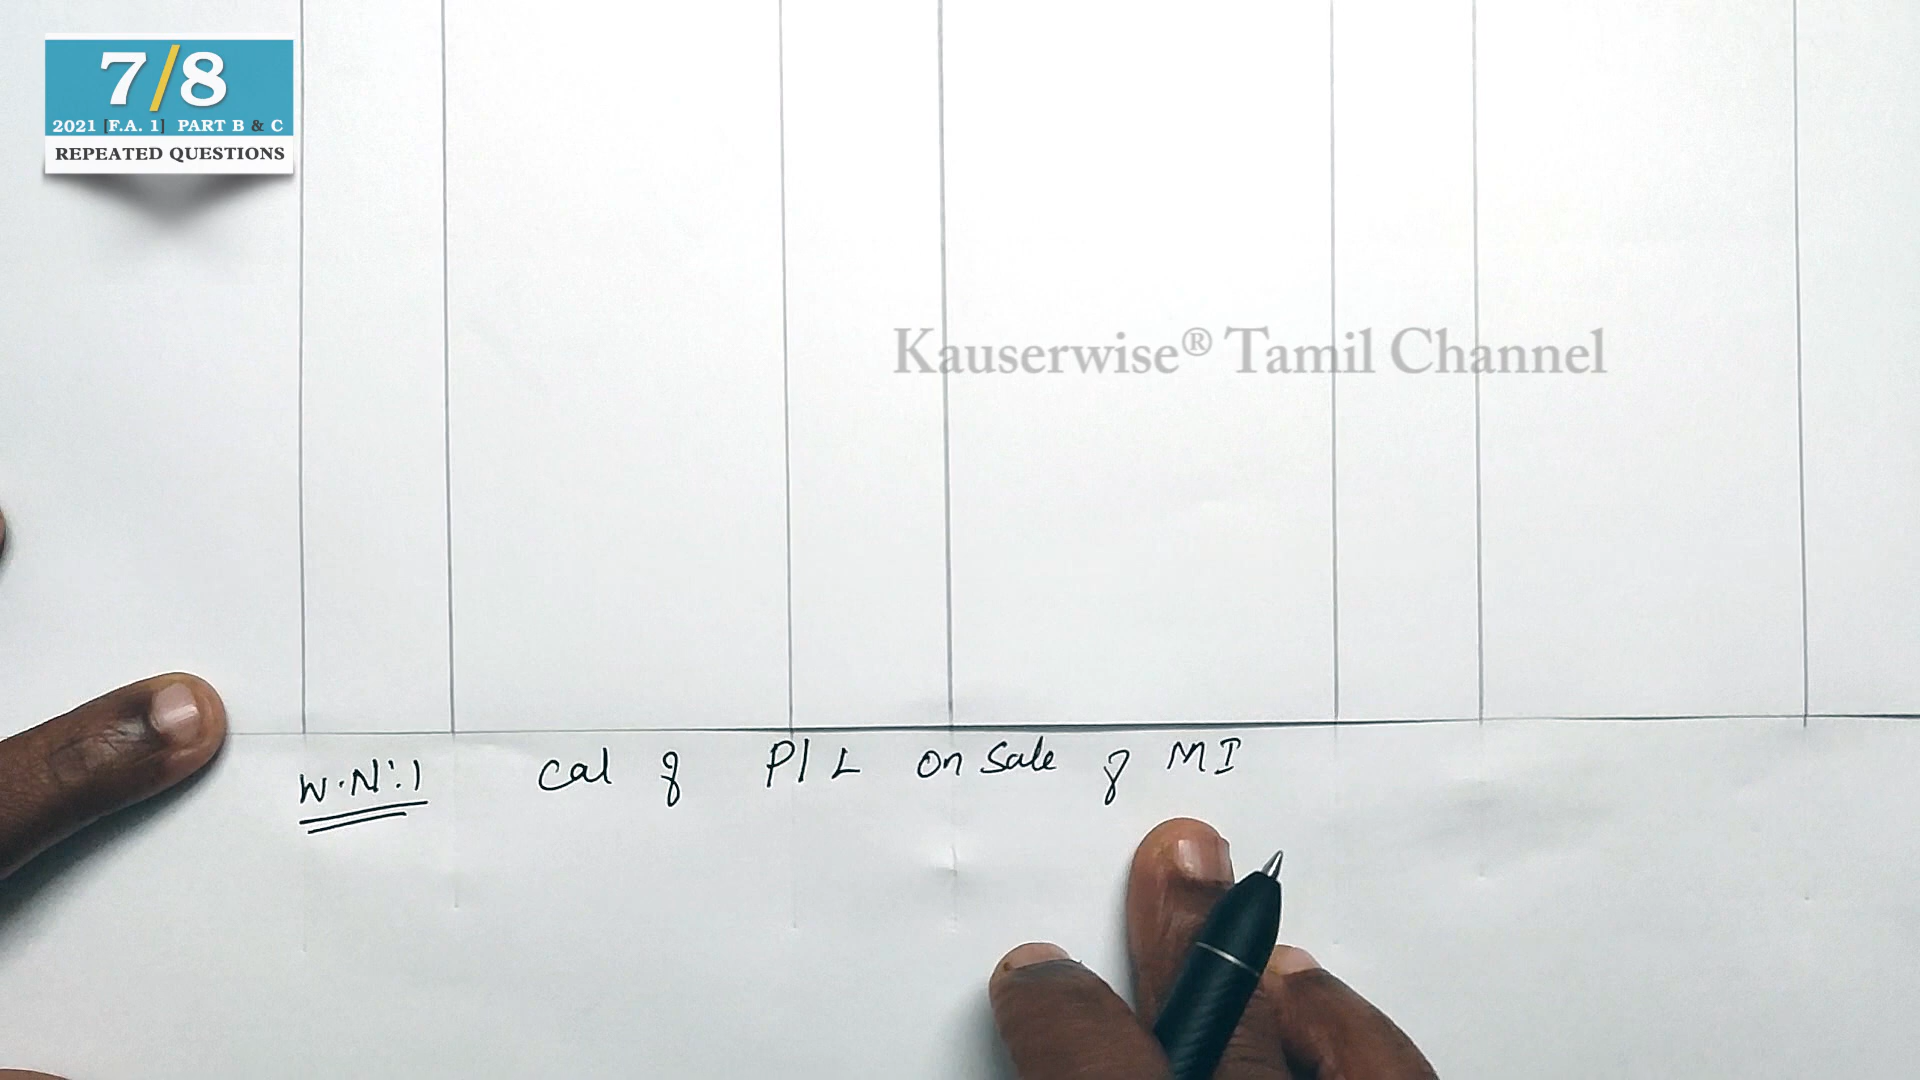 7/8
2021 [F.A. 1] PART B & C
REPEATED QUESTIONS
Kauserwise® Tamil Channel
W.N:1 Cal of P/L on Sale of MI